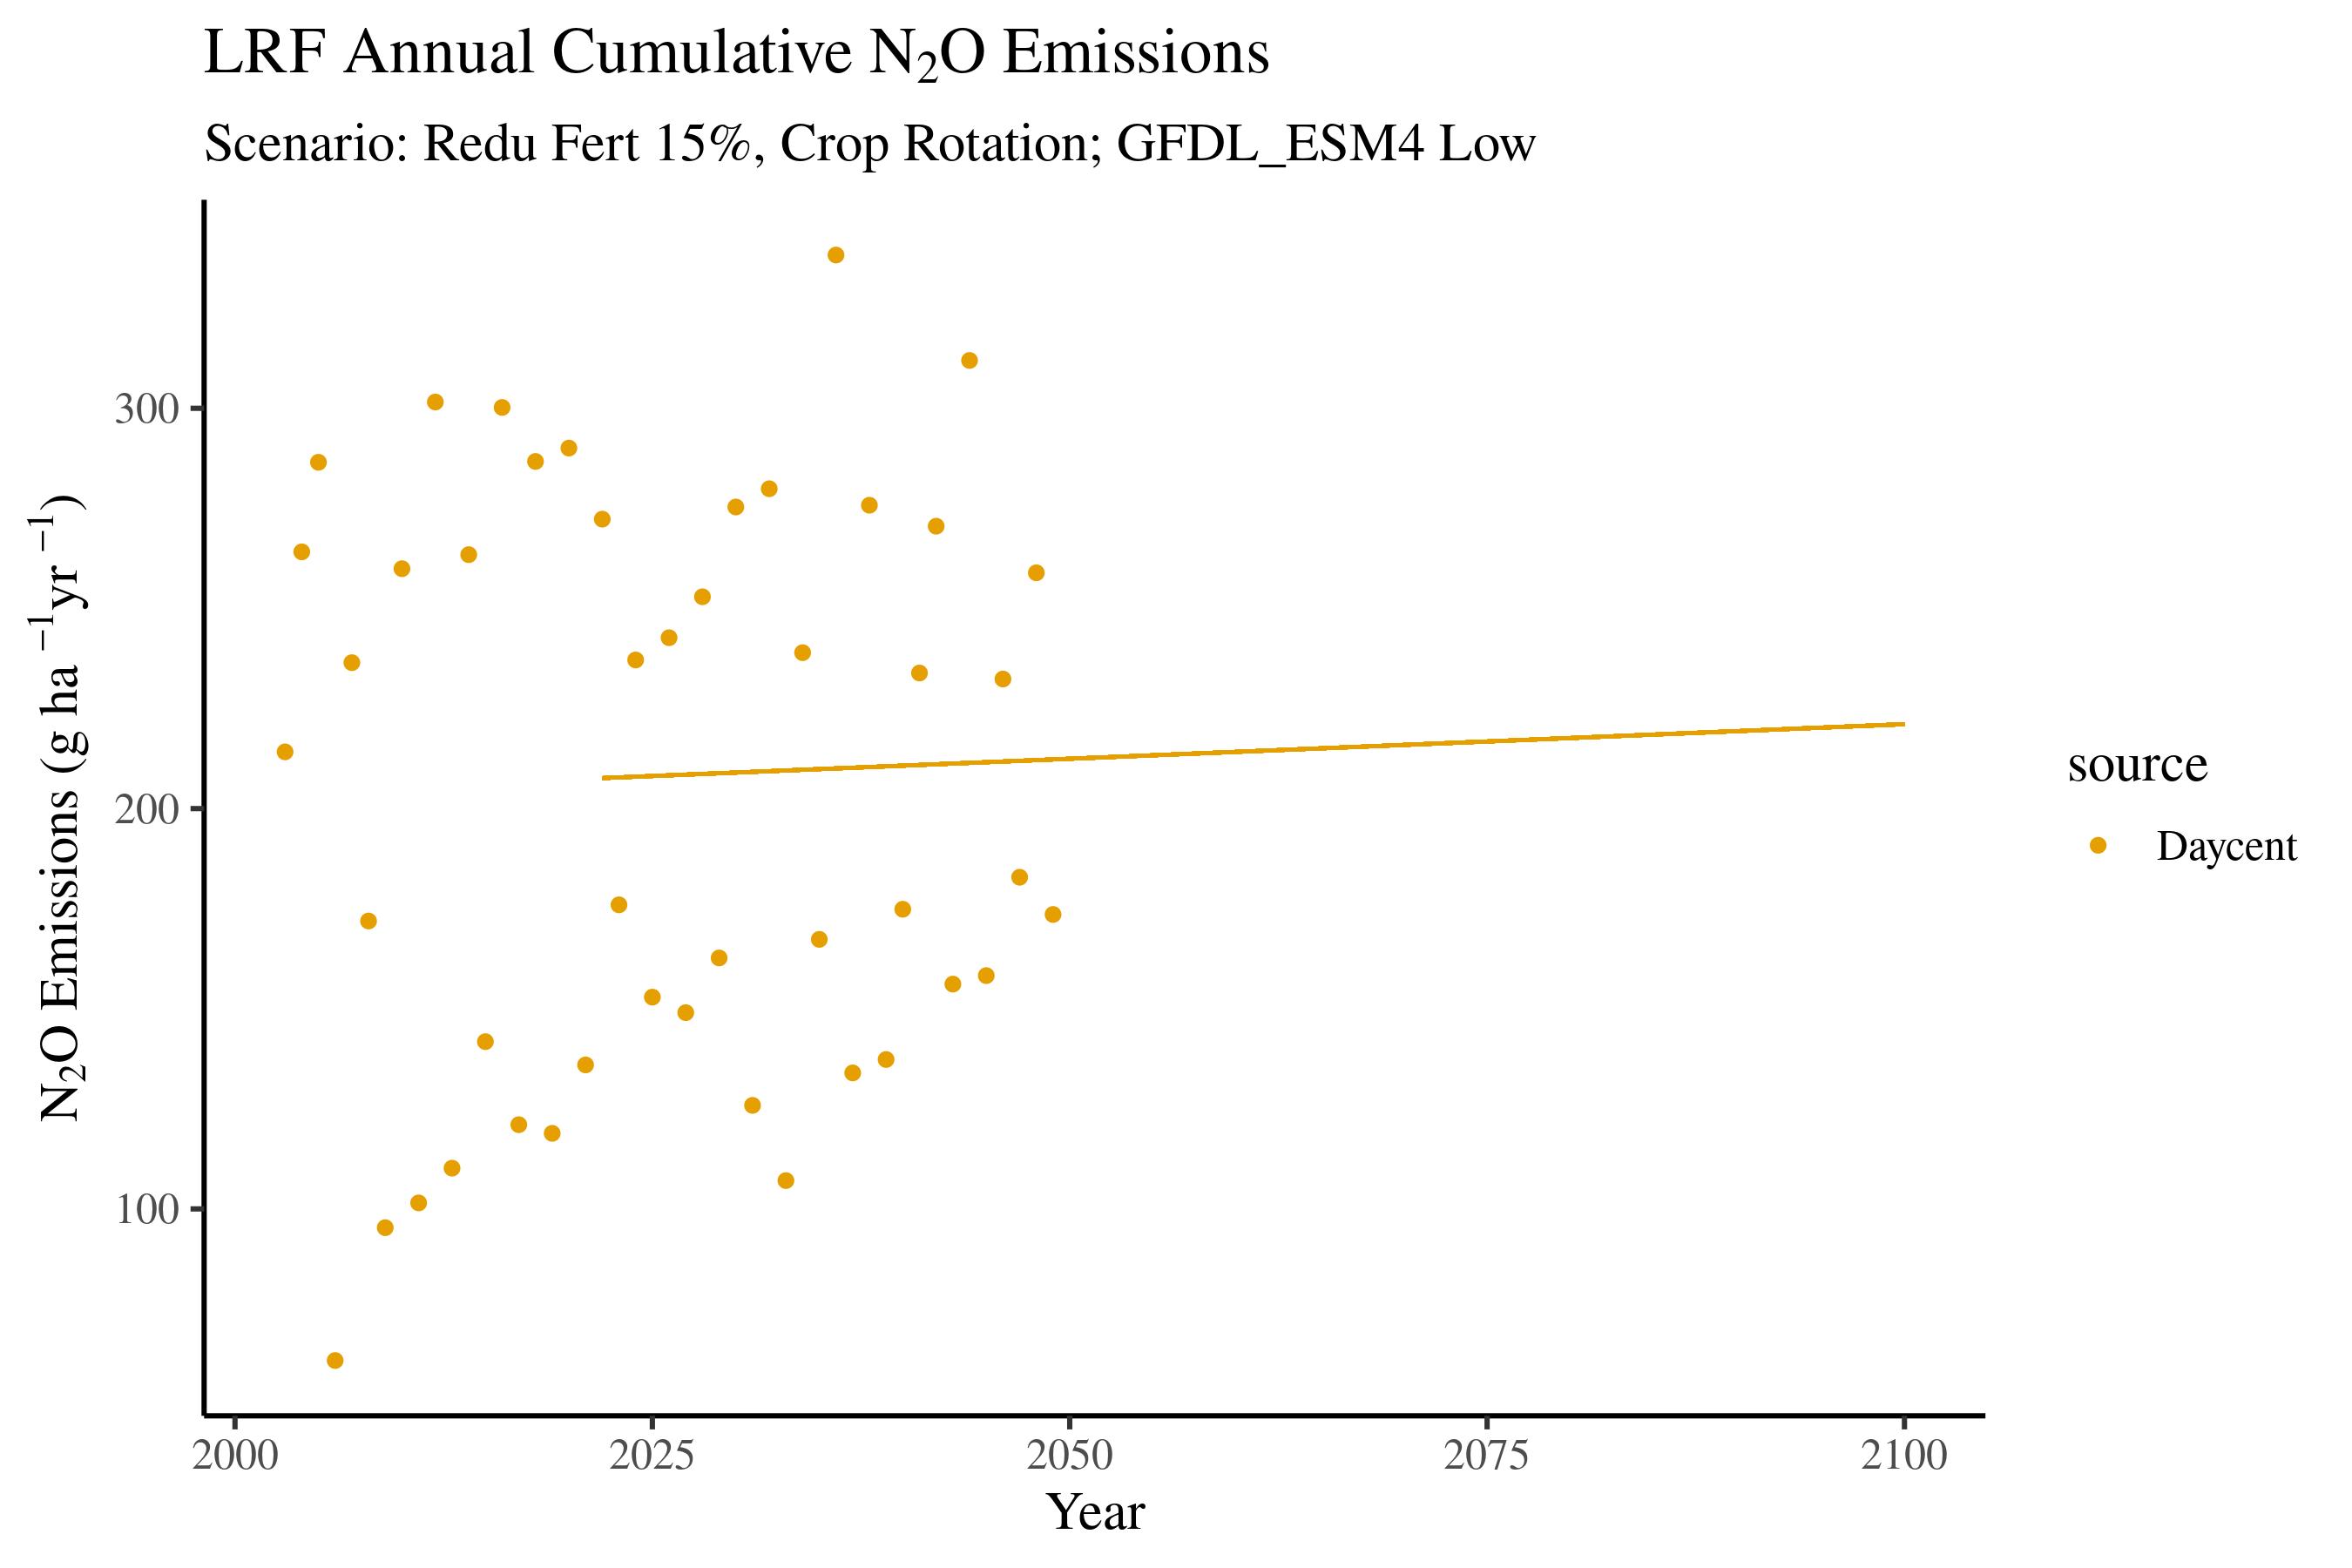 LRF Annual Cumulative N₂O Emissions
Scenario: Redu Fert 15%, Crop Rotation; GFDL_ESM4 Low
N₂O Emissions (g ha⁻¹yr⁻¹)
300
200
100
2000 2025 2050 2075 2100
Year
source
Daycent